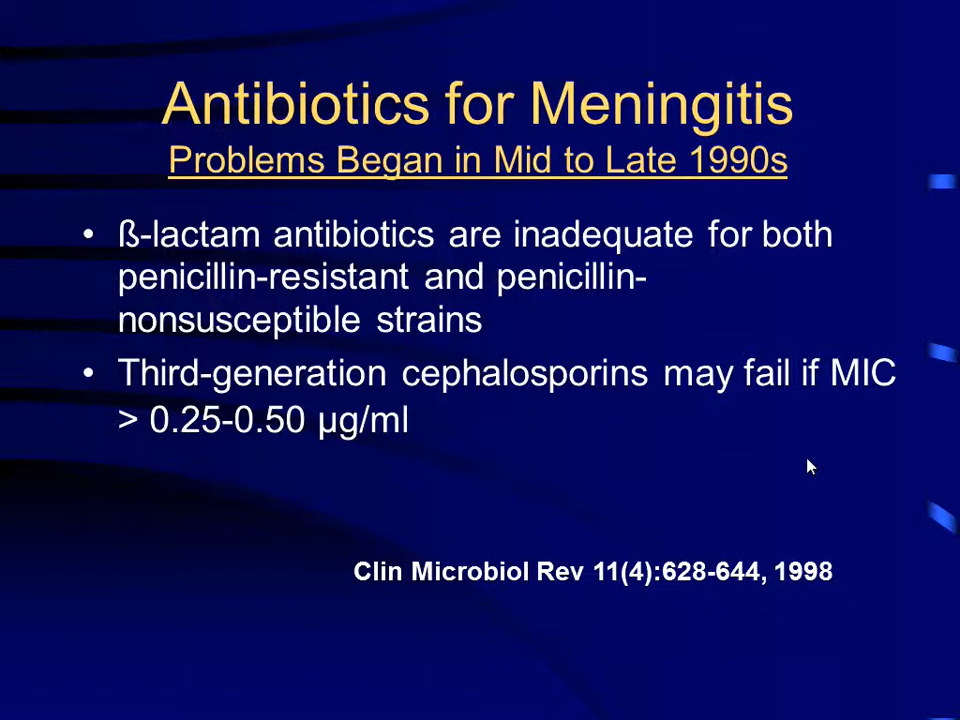 Antibiotics for Meningitis
Problems Began in Mid to Late 1990s
• ß-lactam antibiotics are inadequate for both
penicillin-resistant and penicillin-
nonsusceptible strains
• Third-generation cephalosporins may fail if MIC
> 0.25-0.50 µg/ml
Clin Microbiol Rev 11(4):628-644, 1998